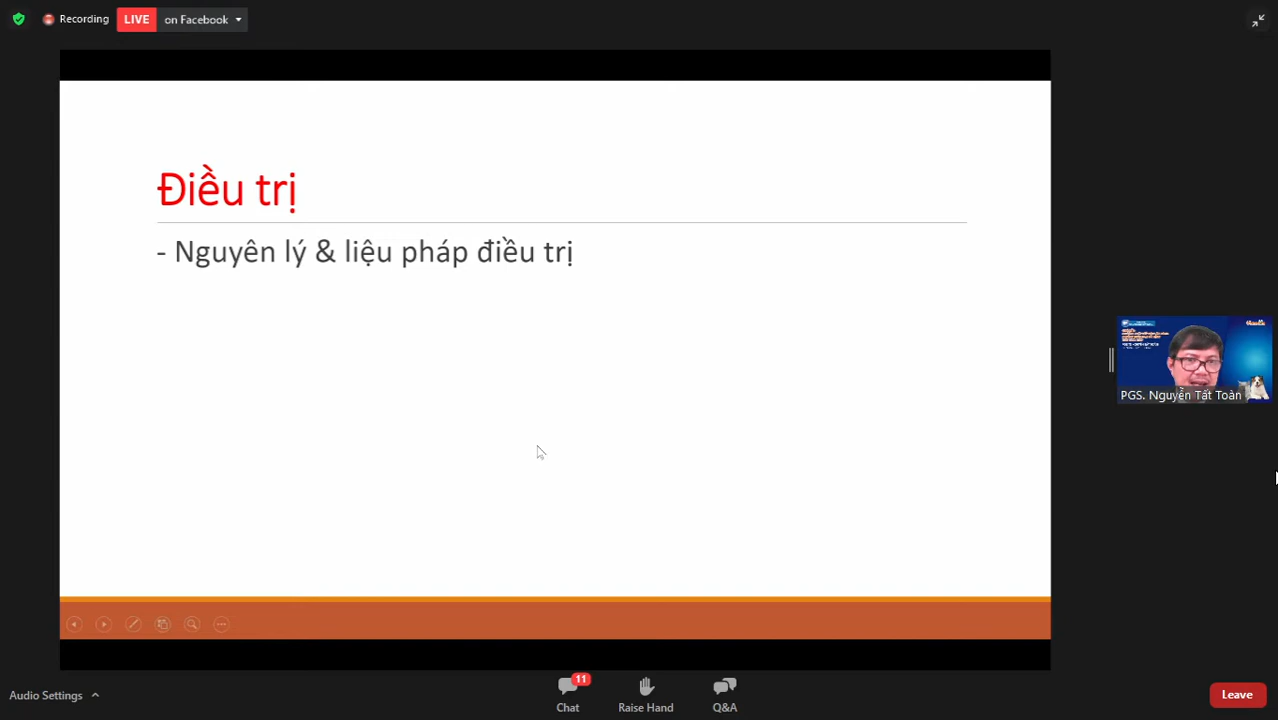 Recording
LIVE on Facebook
Điều trị
- Nguyên lý & liệu pháp điều trị
PGS. Nguyễn Tất Toàn
Audio Settings
11
Chat
Raise Hand
Q&A
Leave